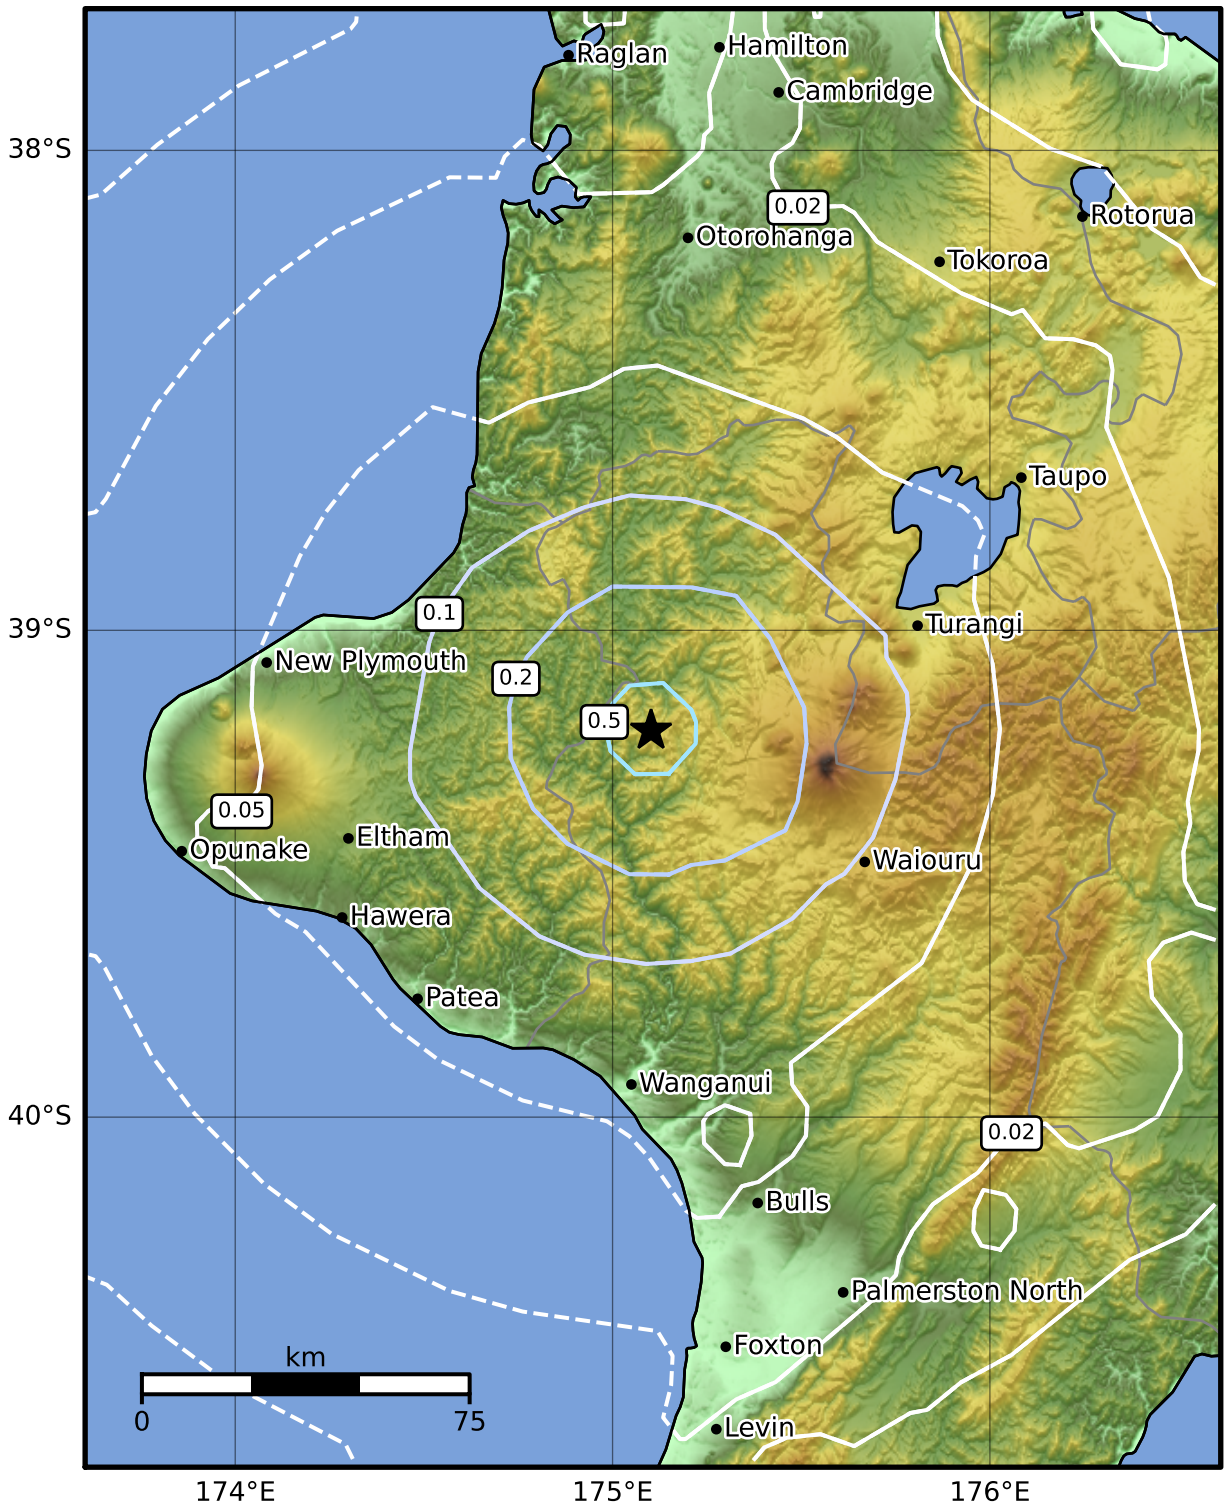 Raglan
Hamilton
Cambridge
38°S
0.02
Rotorua
Otorohanga
Tokoroa
Taupo
0.1
Turangi
39°S
New Plymouth
0.2
0.5
0.05
Eltham
Opunake
Waiouru
Hawera
Patea
Wanganui
40°S
0.02
Bulls
Palmerston North
Foxton
km
0
75
Levin
174°E
175°E
176°E